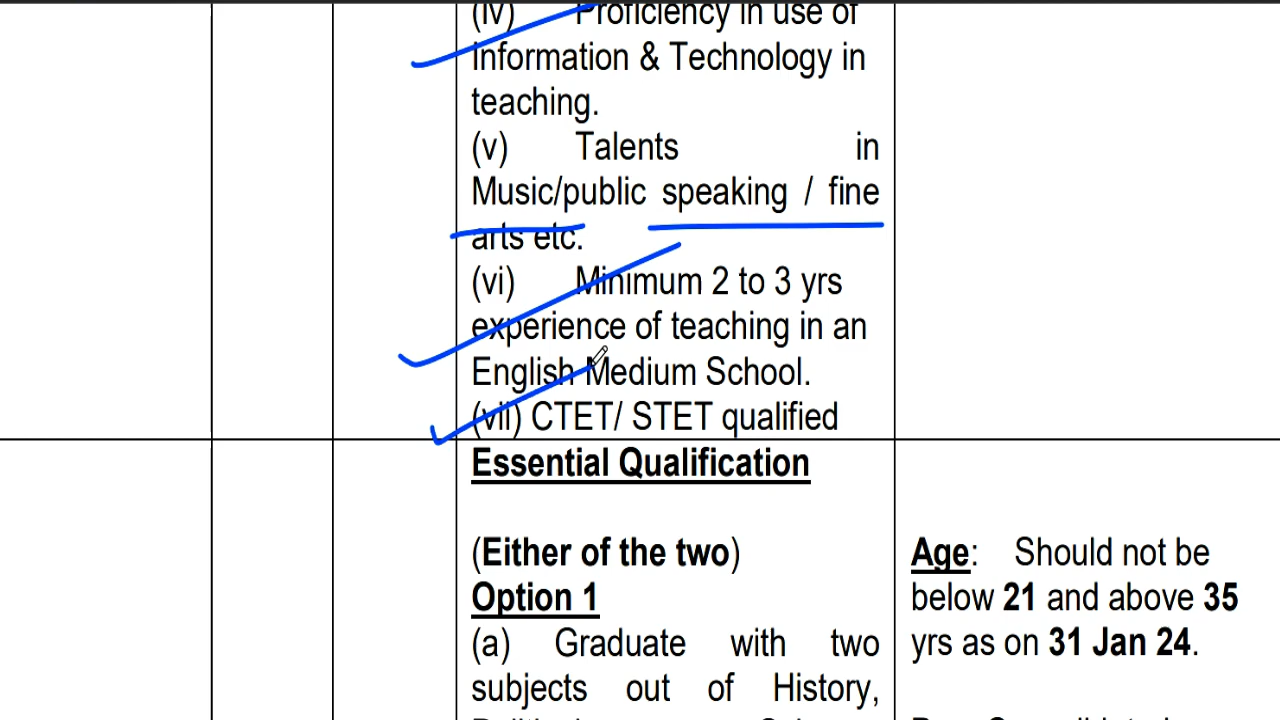 (iv) Proficiency in use of
Information & Technology in
teaching.
(v) Talents in
Music/public speaking / fine
arts etc.
(vi) Minimum 2 to 3 yrs
experience of teaching in an
English Medium School.
(vii) CTET/ STET qualified
Essential Qualification
(Either of the two)
Option 1
(a) Graduate with two
subjects out of History,
Age: Should not be
below 21 and above 35
yrs as on 31 Jan 24.